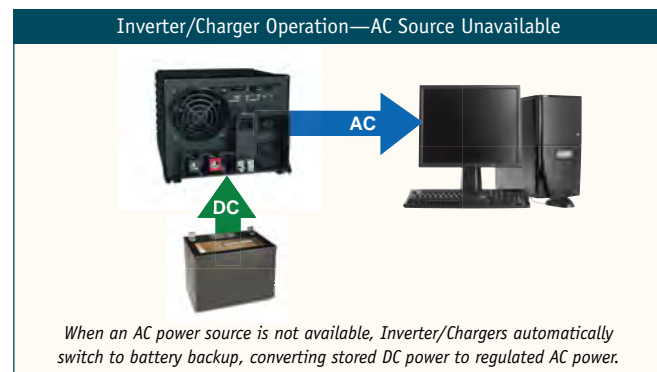 Inverter/Charger Operation—AC Source Unavailable
AC
DC
When an AC power source is not available, Inverter/Chargers automatically
switch to battery backup, converting stored DC power to regulated AC power.